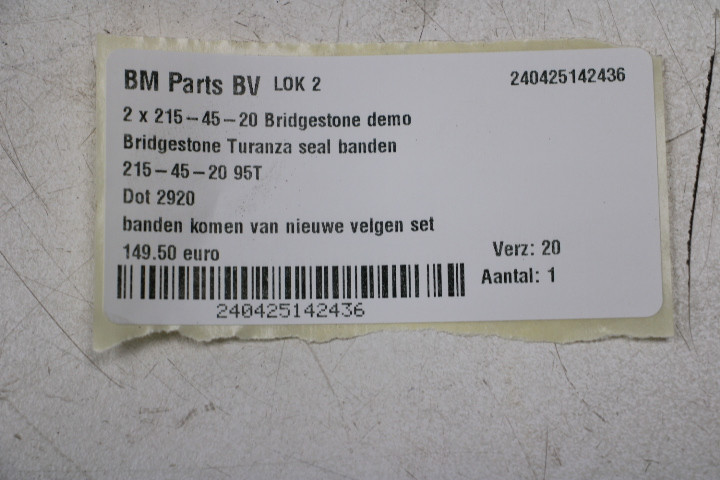 BM Parts BV LOK 2 240425142436
2 x 215-45-20 Bridgestone demo
Bridgestone Turanza seal banden
215-45-20 95T
Dot 2920
banden komen van nieuwe velgen set
149.50 euro Verz: 20
Aantal: 1
240425142436